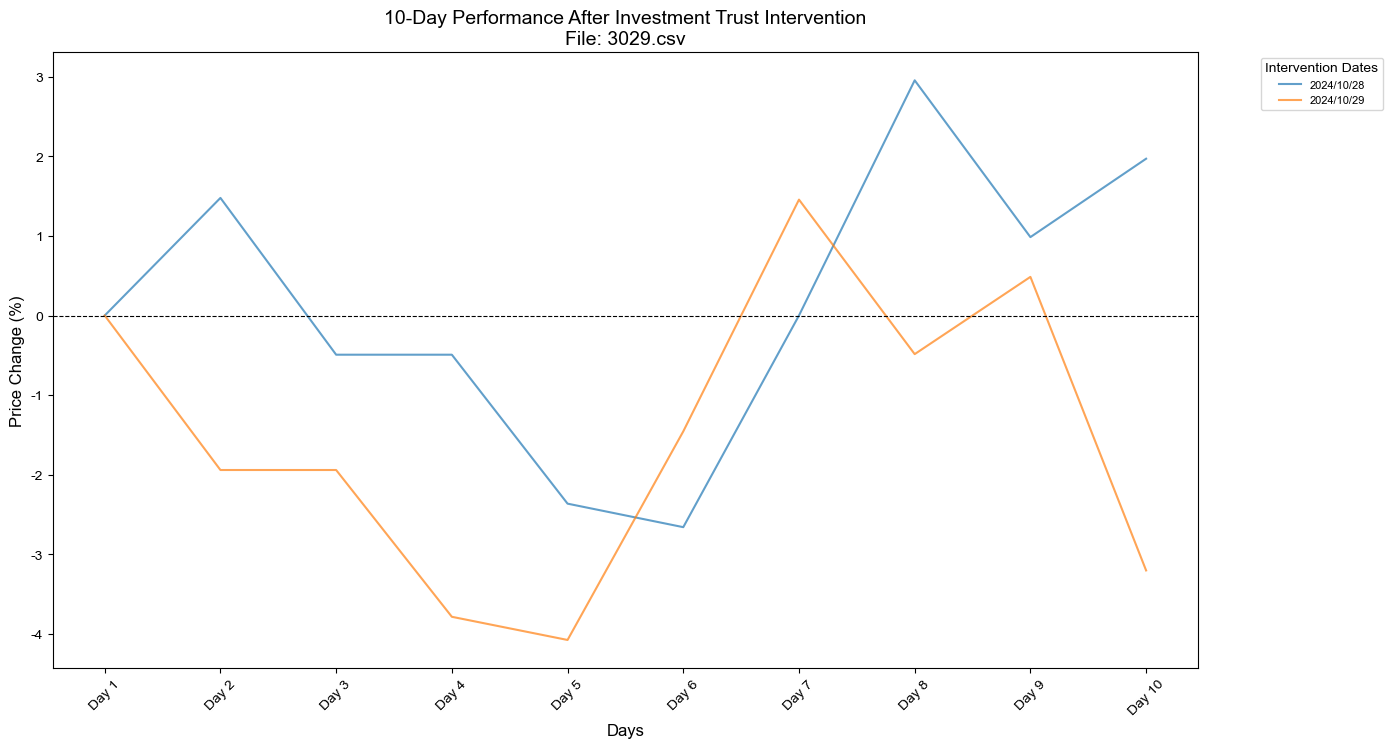 10-Day Performance After Investment Trust Intervention
File: 3029.csv
Intervention Dates
2024/10/28
2024/10/29
Price Change (%)
3
2
1
0
-1
-2
-3
-4
Day 1
Day 2
Day 3
Day 4
Day 5
Day 6
Day 7
Day 8
Day 9
Day 10
Days